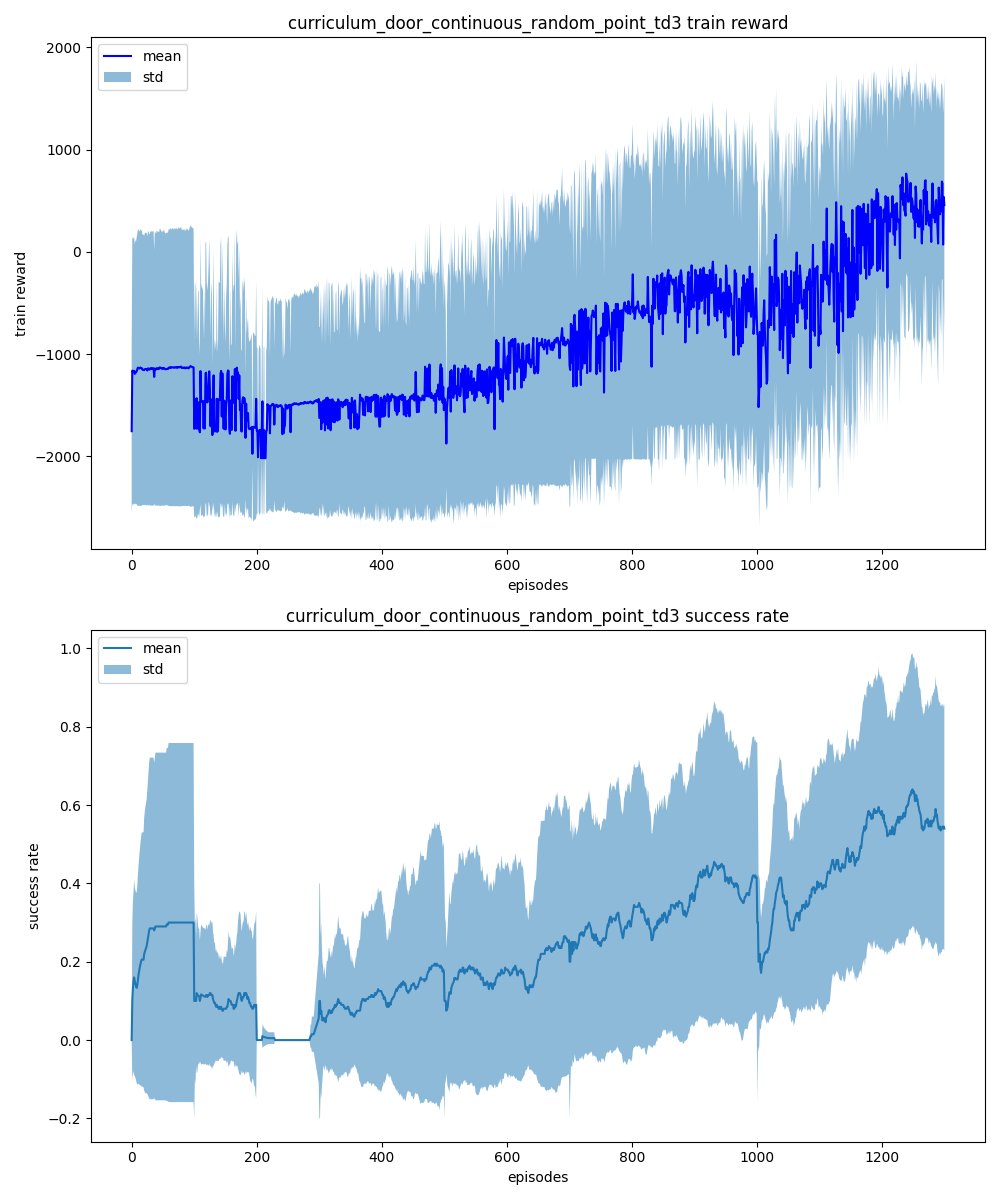 curriculum_door_continuous_random_point_td3 train reward
mean
std
2000
1000
0
−1000
−2000
train reward
0
200
400
600
800
1000
1200
episodes
curriculum_door_continuous_random_point_td3 success rate
mean
std
1.0
0.8
0.6
0.4
0.2
0.0
−0.2
success rate
0
200
400
600
800
1000
1200
episodes